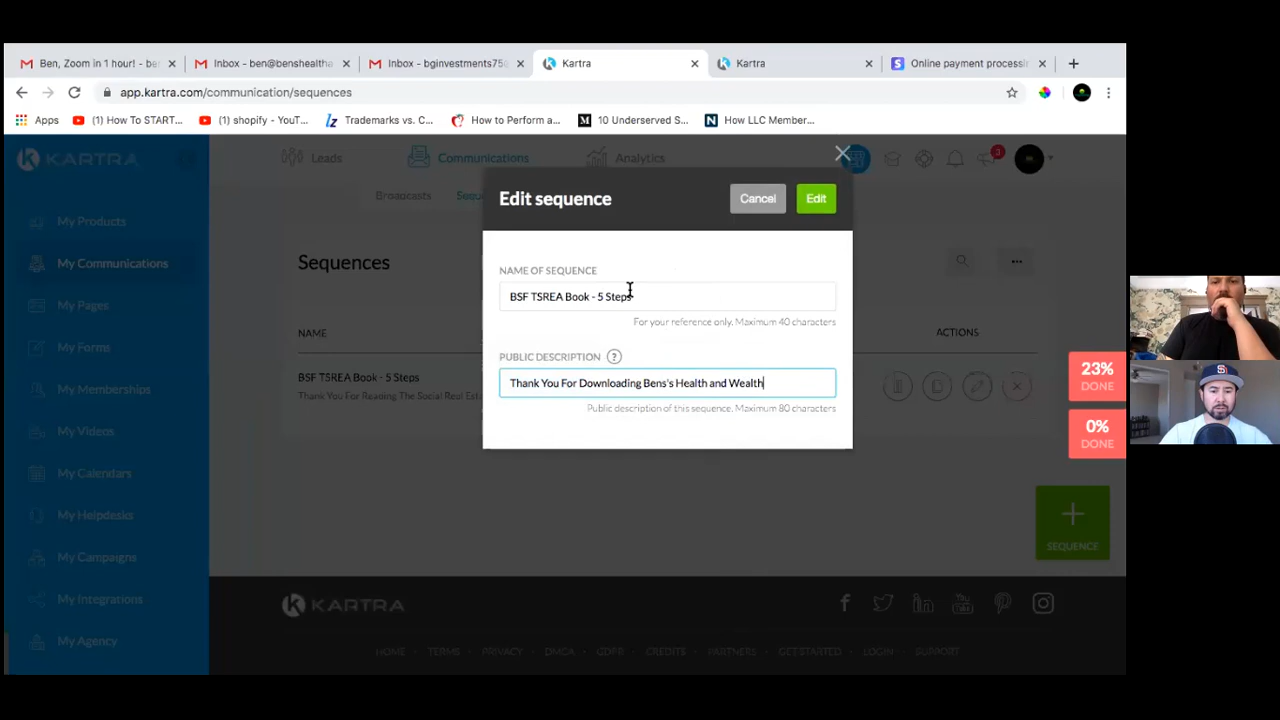 Ben, Zoom in 1 hour! - be
Inbox - ben@benshealtha
Inbox - bginvestments75@
Kartra
Kartra
Online payment processi
app.kartra.com/communication/sequences
Apps
(1) How To START...
(1) shopify - YouT...
Trademarks vs. C...
How to Perform a...
10 Underserved S...
How LLC Member...
KARTRA
Leads
Communications
Analytics
3
Broadcasts
Seque
My Products
My Communications
My Pages
My Forms
My Memberships
My Videos
My Calendars
My Helpdesks
My Campaigns
My Integrations
My Agency
Sequences
NAME
ACTIONS
BSF TSREA Book - 5 Steps
Thank You For Reading The Social Real Esta
Edit sequence
Cancel
Edit
NAME OF SEQUENCE
BSF TSREA Book - 5 Steps
For your reference only. Maximum 40 characters
PUBLIC DESCRIPTION ?
Thank You For Downloading Bens's Health and Wealth
Public description of this sequence. Maximum 80 characters
23%
DONE
0%
DONE
SEQUENCE
KARTRA
HOME
TERMS
PRIVACY
DMCA
GDPR
CREDITS
PARTNERS
GET STARTED
LOGIN
SUPPORT